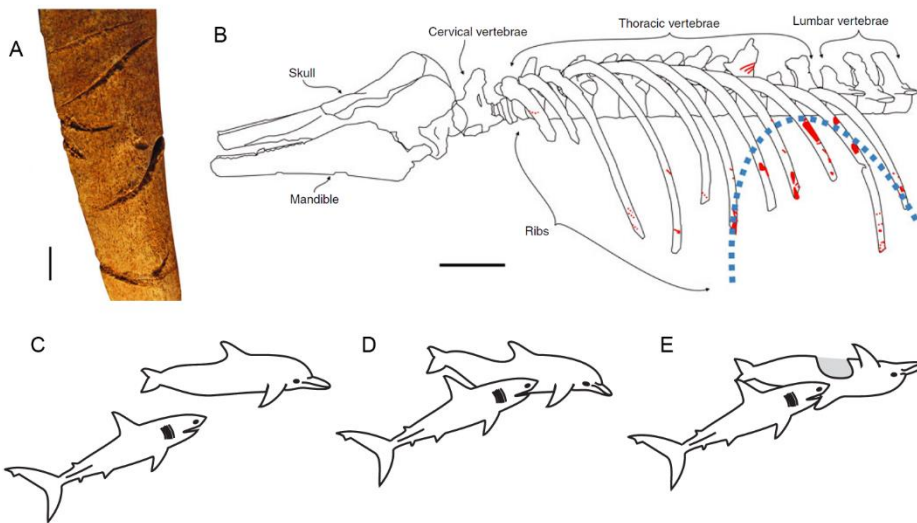 A
B
Cervical vertebrae
Thoracic vertebrae
Lumbar vertebrae
Skull
Mandible
Ribs
C
D
E